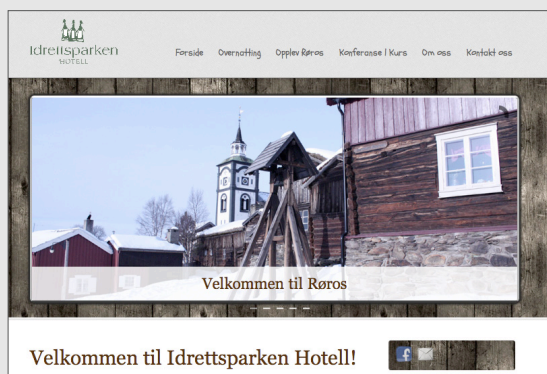 Idrettsparken
HOTELL
Forside Overnatting Opplev Røros Konferanse | Kurs Om oss Kontakt oss
Velkommen til Røros
Velkommen til Idrettsparken Hotell!
f